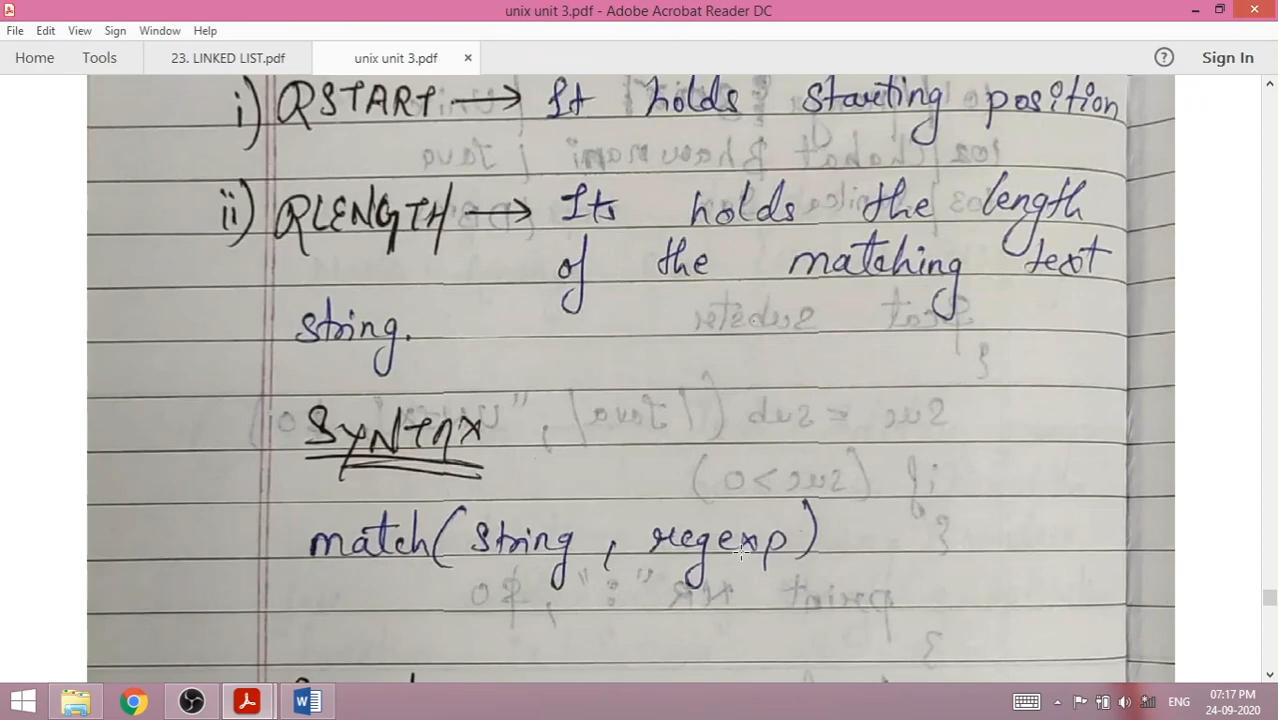 unix unit 3.pdf - Adobe Acrobat Reader DC
File Edit View Sign Window Help
Home Tools 23. LINKED LIST.pdf unix unit 3.pdf × ? Sign In
i) RSTART → It holds starting position
ii) RLENGTH → Its holds the length
of the matching text
string.
SYNTAX
match(string, regexp)
ENG
07:17 PM
24-09-2020